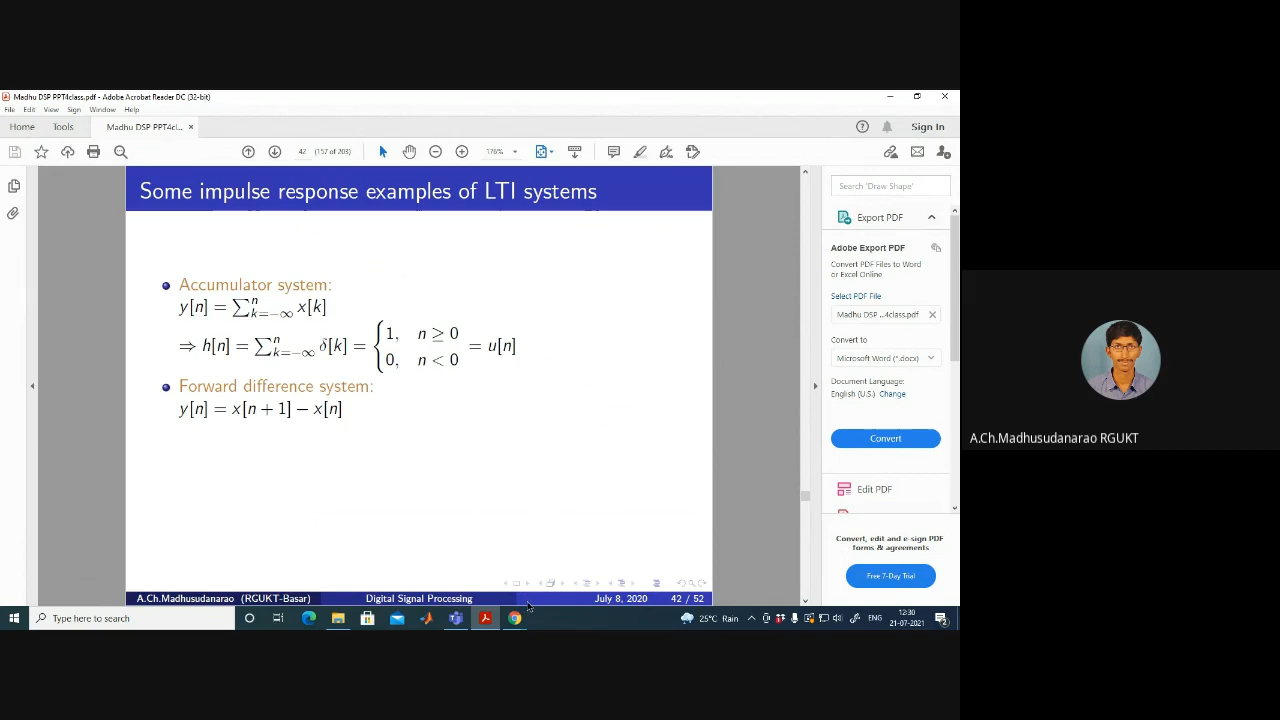 Madhu DSP PPT4class.pdf - Adobe Acrobat Reader DC (32-bit)
File Edit View Sign Window Help
Home Tools Madhu DSP PPT4cl... × Sign In
42 (157 of 203) 176%
Some impulse response examples of LTI systems
Accumulator system:
y[n] = ∑ⁿₖ₌₋∞ x[k]
⇒ h[n] = ∑ⁿₖ₌₋∞ δ[k] = { 1, n ≥ 0
0, n < 0 = u[n]
Forward difference system:
y[n] = x[n + 1] − x[n]
A.Ch.Madhusudanarao (RGUKT-Basar) Digital Signal Processing July 8, 2020 42 / 52
Search 'Draw Shape'
Export PDF
Adobe Export PDF
Convert PDF Files to Word
or Excel Online
Select PDF File
Madhu DSP ...4class.pdf ×
Convert to
Microsoft Word (*.docx)
Document Language:
English (U.S.) Change
Convert
Edit PDF
Convert, edit and e-sign PDF
forms & agreements
Free 7-Day Trial
Type here to search
25°C Rain ENG 12:30
21-07-2021 2
A.Ch.Madhusudanarao RGUKT